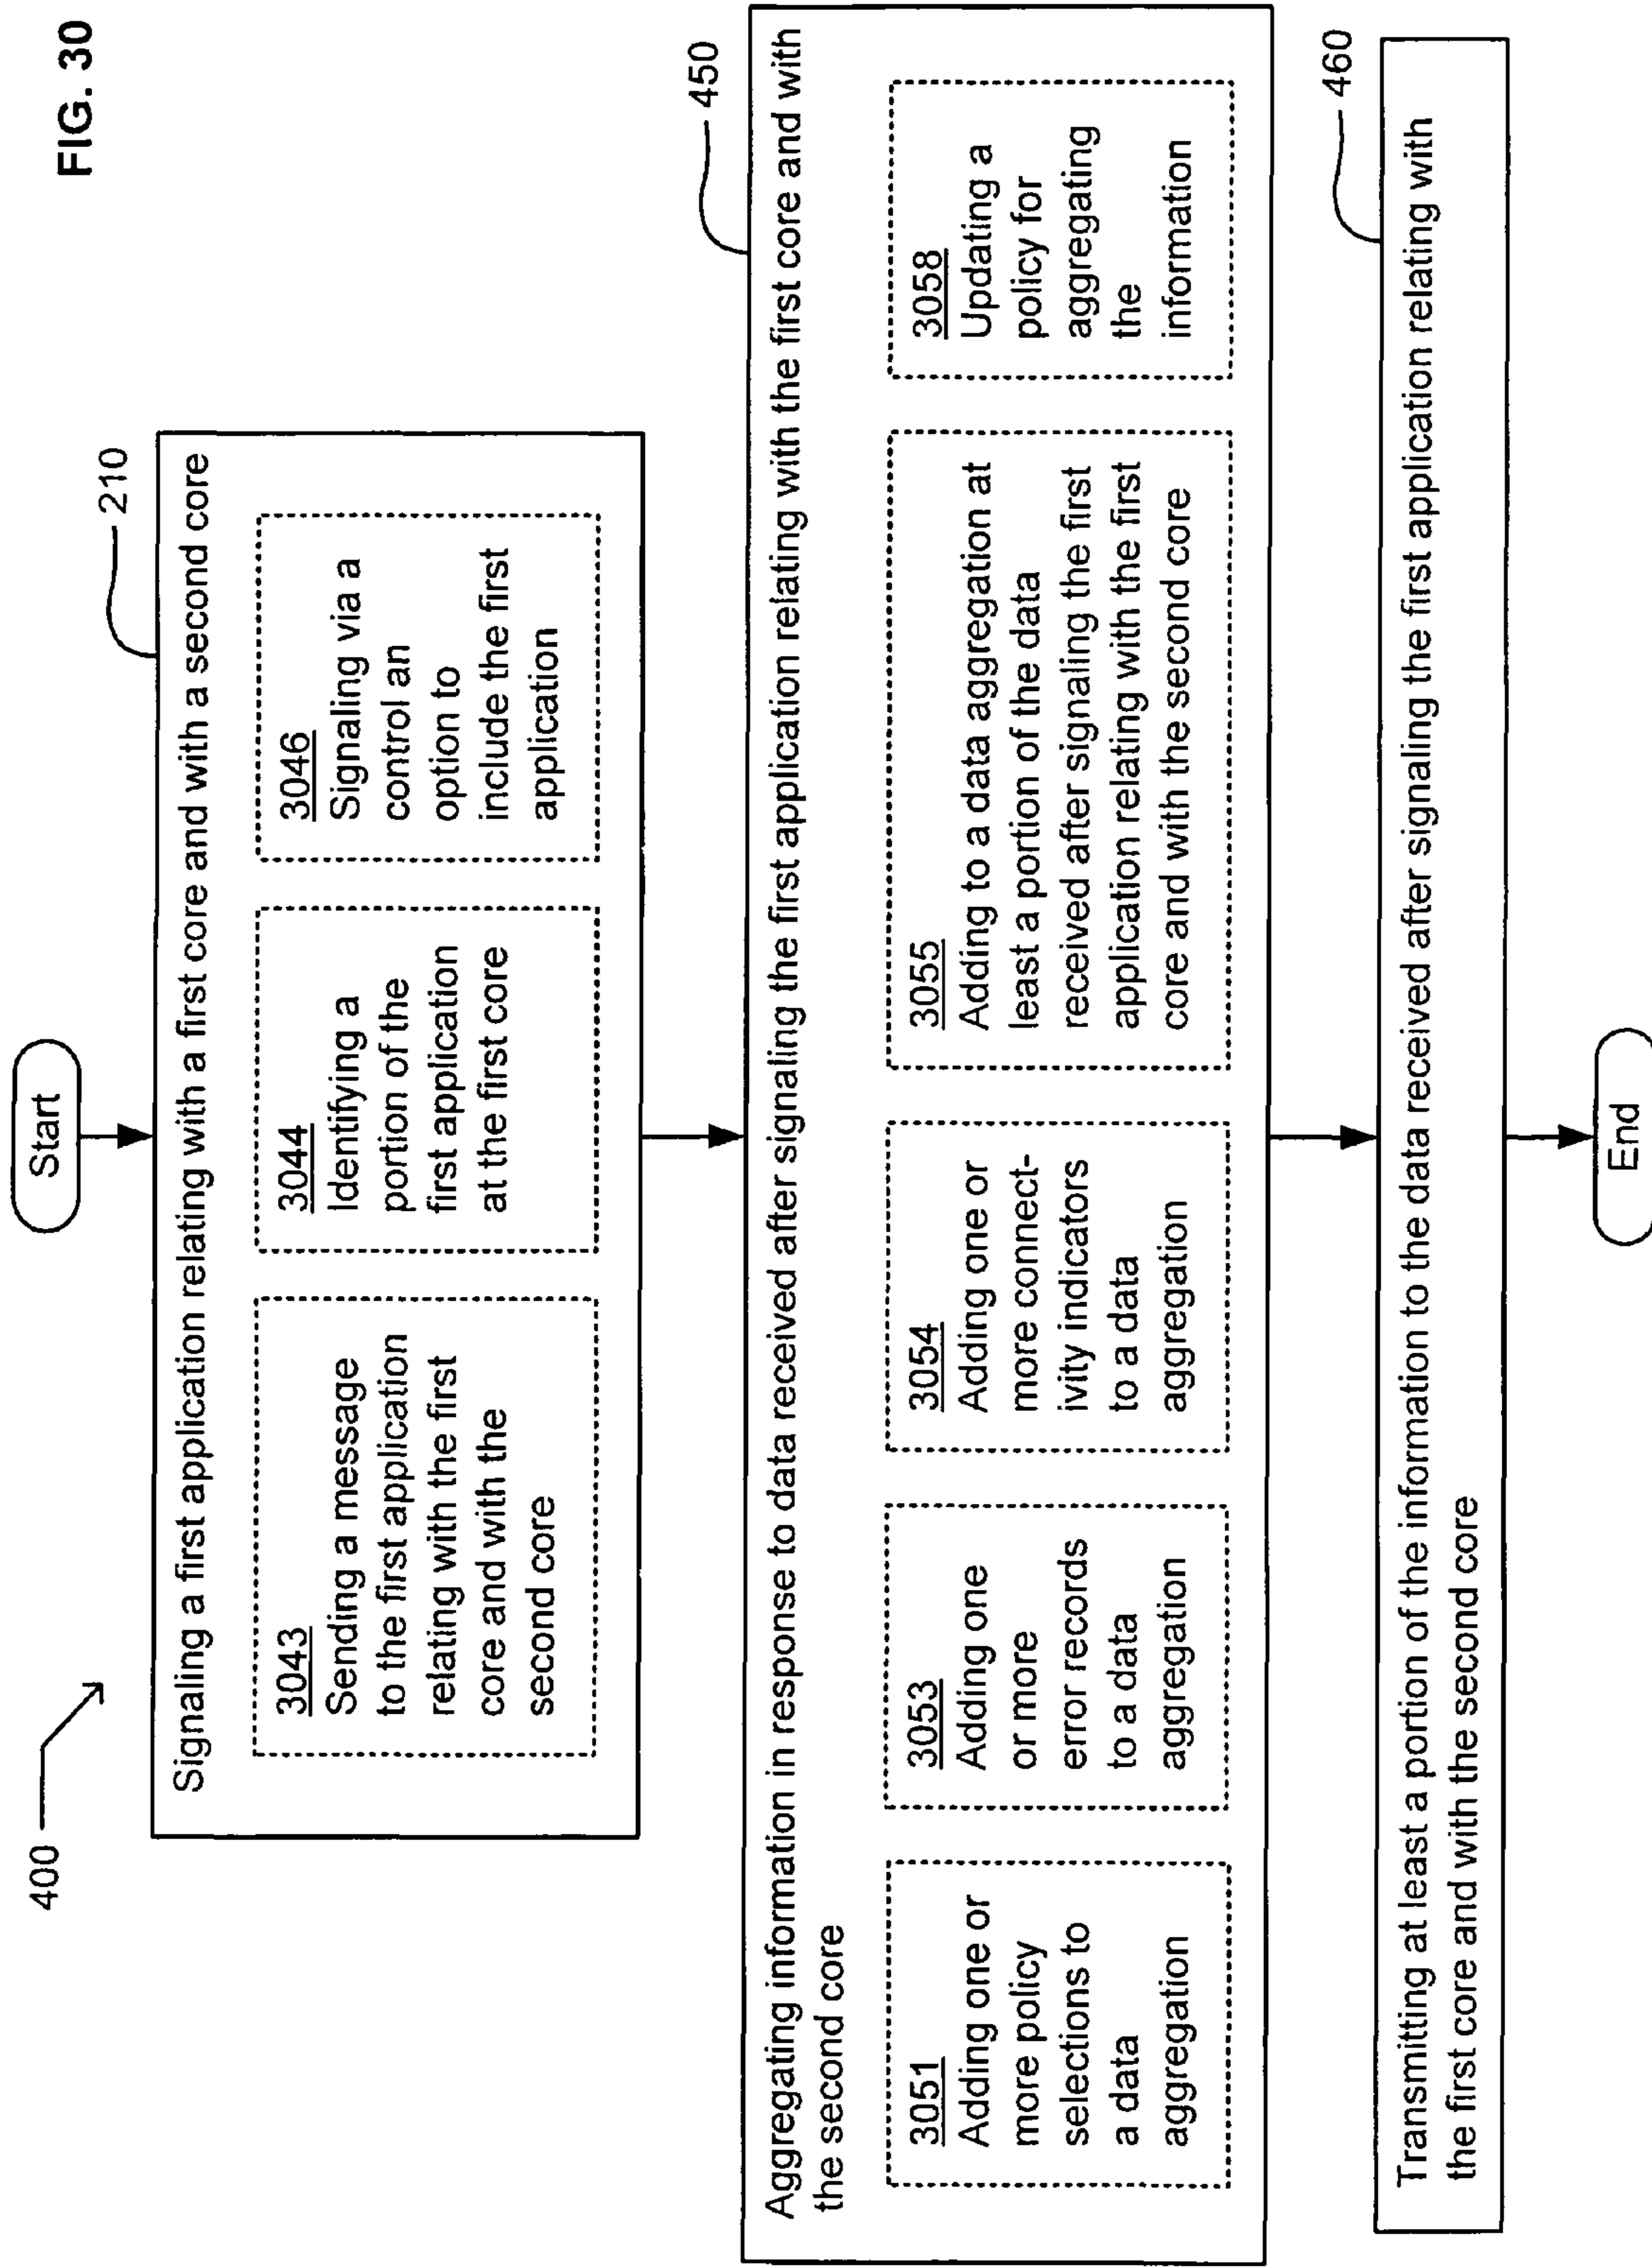 FIG. 30
400
Start
210
Signaling a first application relating with a first core and with a second core
3043
Sending a message
to the first application
relating with the first
core and with the
second core
3044
Identifying a
portion of the
first application
at the first core
3046
Signaling via a
control an
option to
include the first
application
450
Aggregating information in response to data received after signaling the first application relating with the first core and with
the second core
3051
Adding one or
more policy
selections to
a data
aggregation
3053
Adding one
or more
error records
to a data
aggregation
3054
Adding one or
more connect-
ivity indicators
to a data
aggregation
3055
Adding to a data aggregation at
least a portion of the data
received after signaling the first
application relating with the first
core and with the second core
3058
Updating a
policy for
aggregating
the
information
460
Transmitting at least a portion of the information to the data received after signaling the first application relating with
the first core and with the second core
End